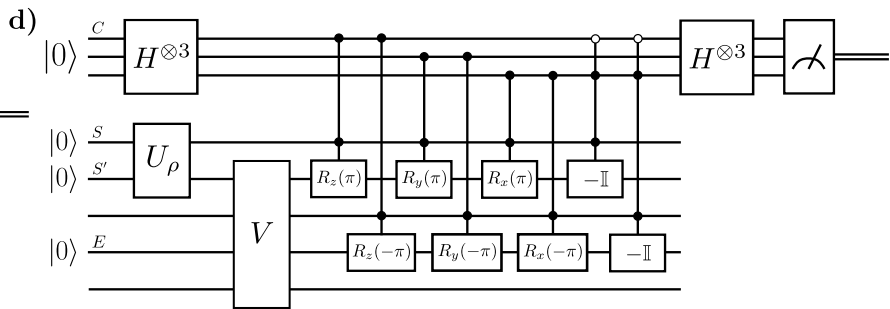 d)
C
|0⟩ H⊗3 H⊗3
|0⟩ S
U_ρ
|0⟩ S′ R_z(π) R_y(π) R_x(π) −𝕀
V
|0⟩ E R_z(−π) R_y(−π) R_x(−π) −𝕀